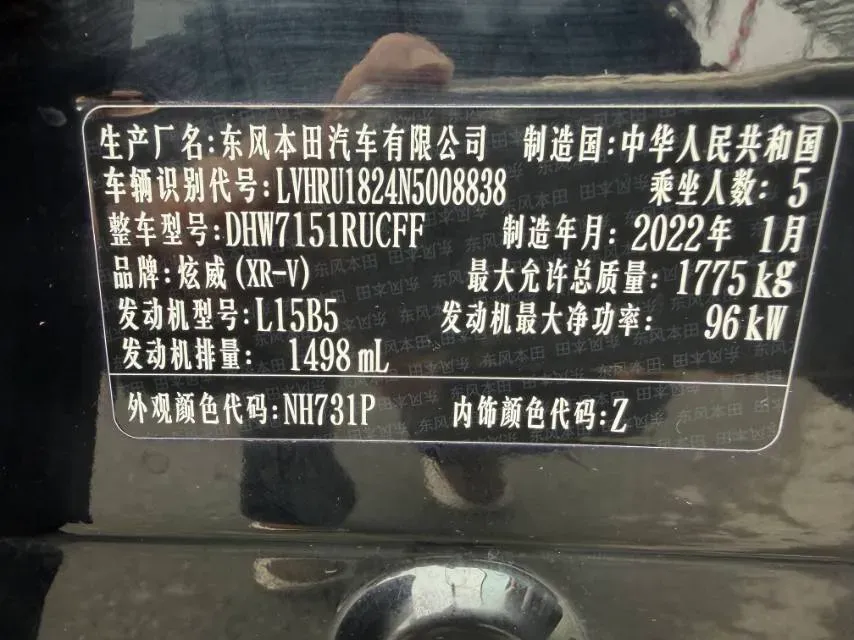 生产厂名:东风本田汽车有限公司 制造国:中华人民共和国
车辆识别代号:LVHRU1824N5008838 乘坐人数: 5
整车型号:DHW7151RUCFF 制造年月: 2022年 1月
品牌:炫威(XR-V) 最大允许总质量: 1775kg
发动机型号:L15B5 发动机最大净功率: 96kW
发动机排量: 1498mL
外观颜色代码:NH731P 内饰颜色代码:Z